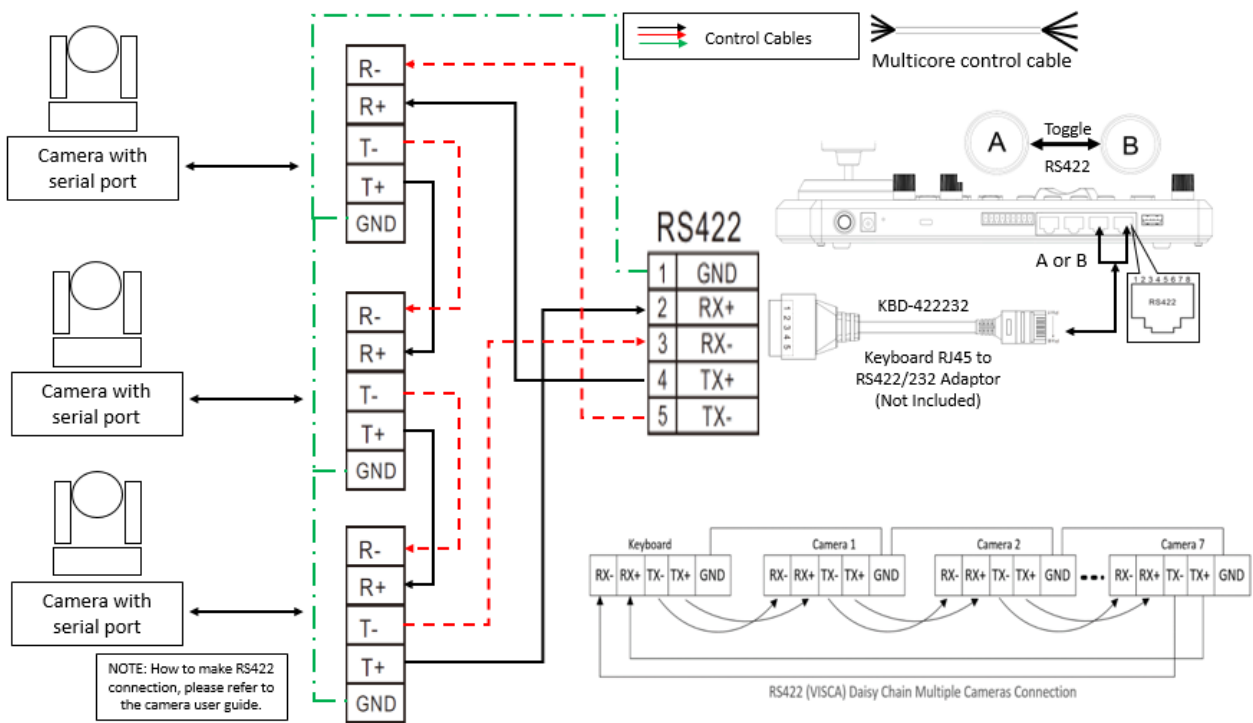 Control Cables
Multicore control cable
Camera with
serial port
R-
R+
T-
T+
GND
A
Toggle
RS422
B
A or B
1 2 3 4 5 6 7 8
RS422
RS422
1 GND
2 RX+
3 RX-
4 TX+
5 TX-
1 2 3 4 5
KBD-422232
Keyboard RJ45 to
RS422/232 Adaptor
(Not Included)
Camera with
serial port
R-
R+
T-
T+
GND
Camera with
serial port
R-
R+
T-
T+
GND
NOTE: How to make RS422
connection, please refer to
the camera user guide.
Keyboard Camera 1 Camera 2 Camera 7
RX- RX+ TX- TX+ GND RX- RX+ TX- TX+ GND RX- RX+ TX- TX+ GND RX- RX+ TX- TX+ GND
RS422 (VISCA) Daisy Chain Multiple Cameras Connection